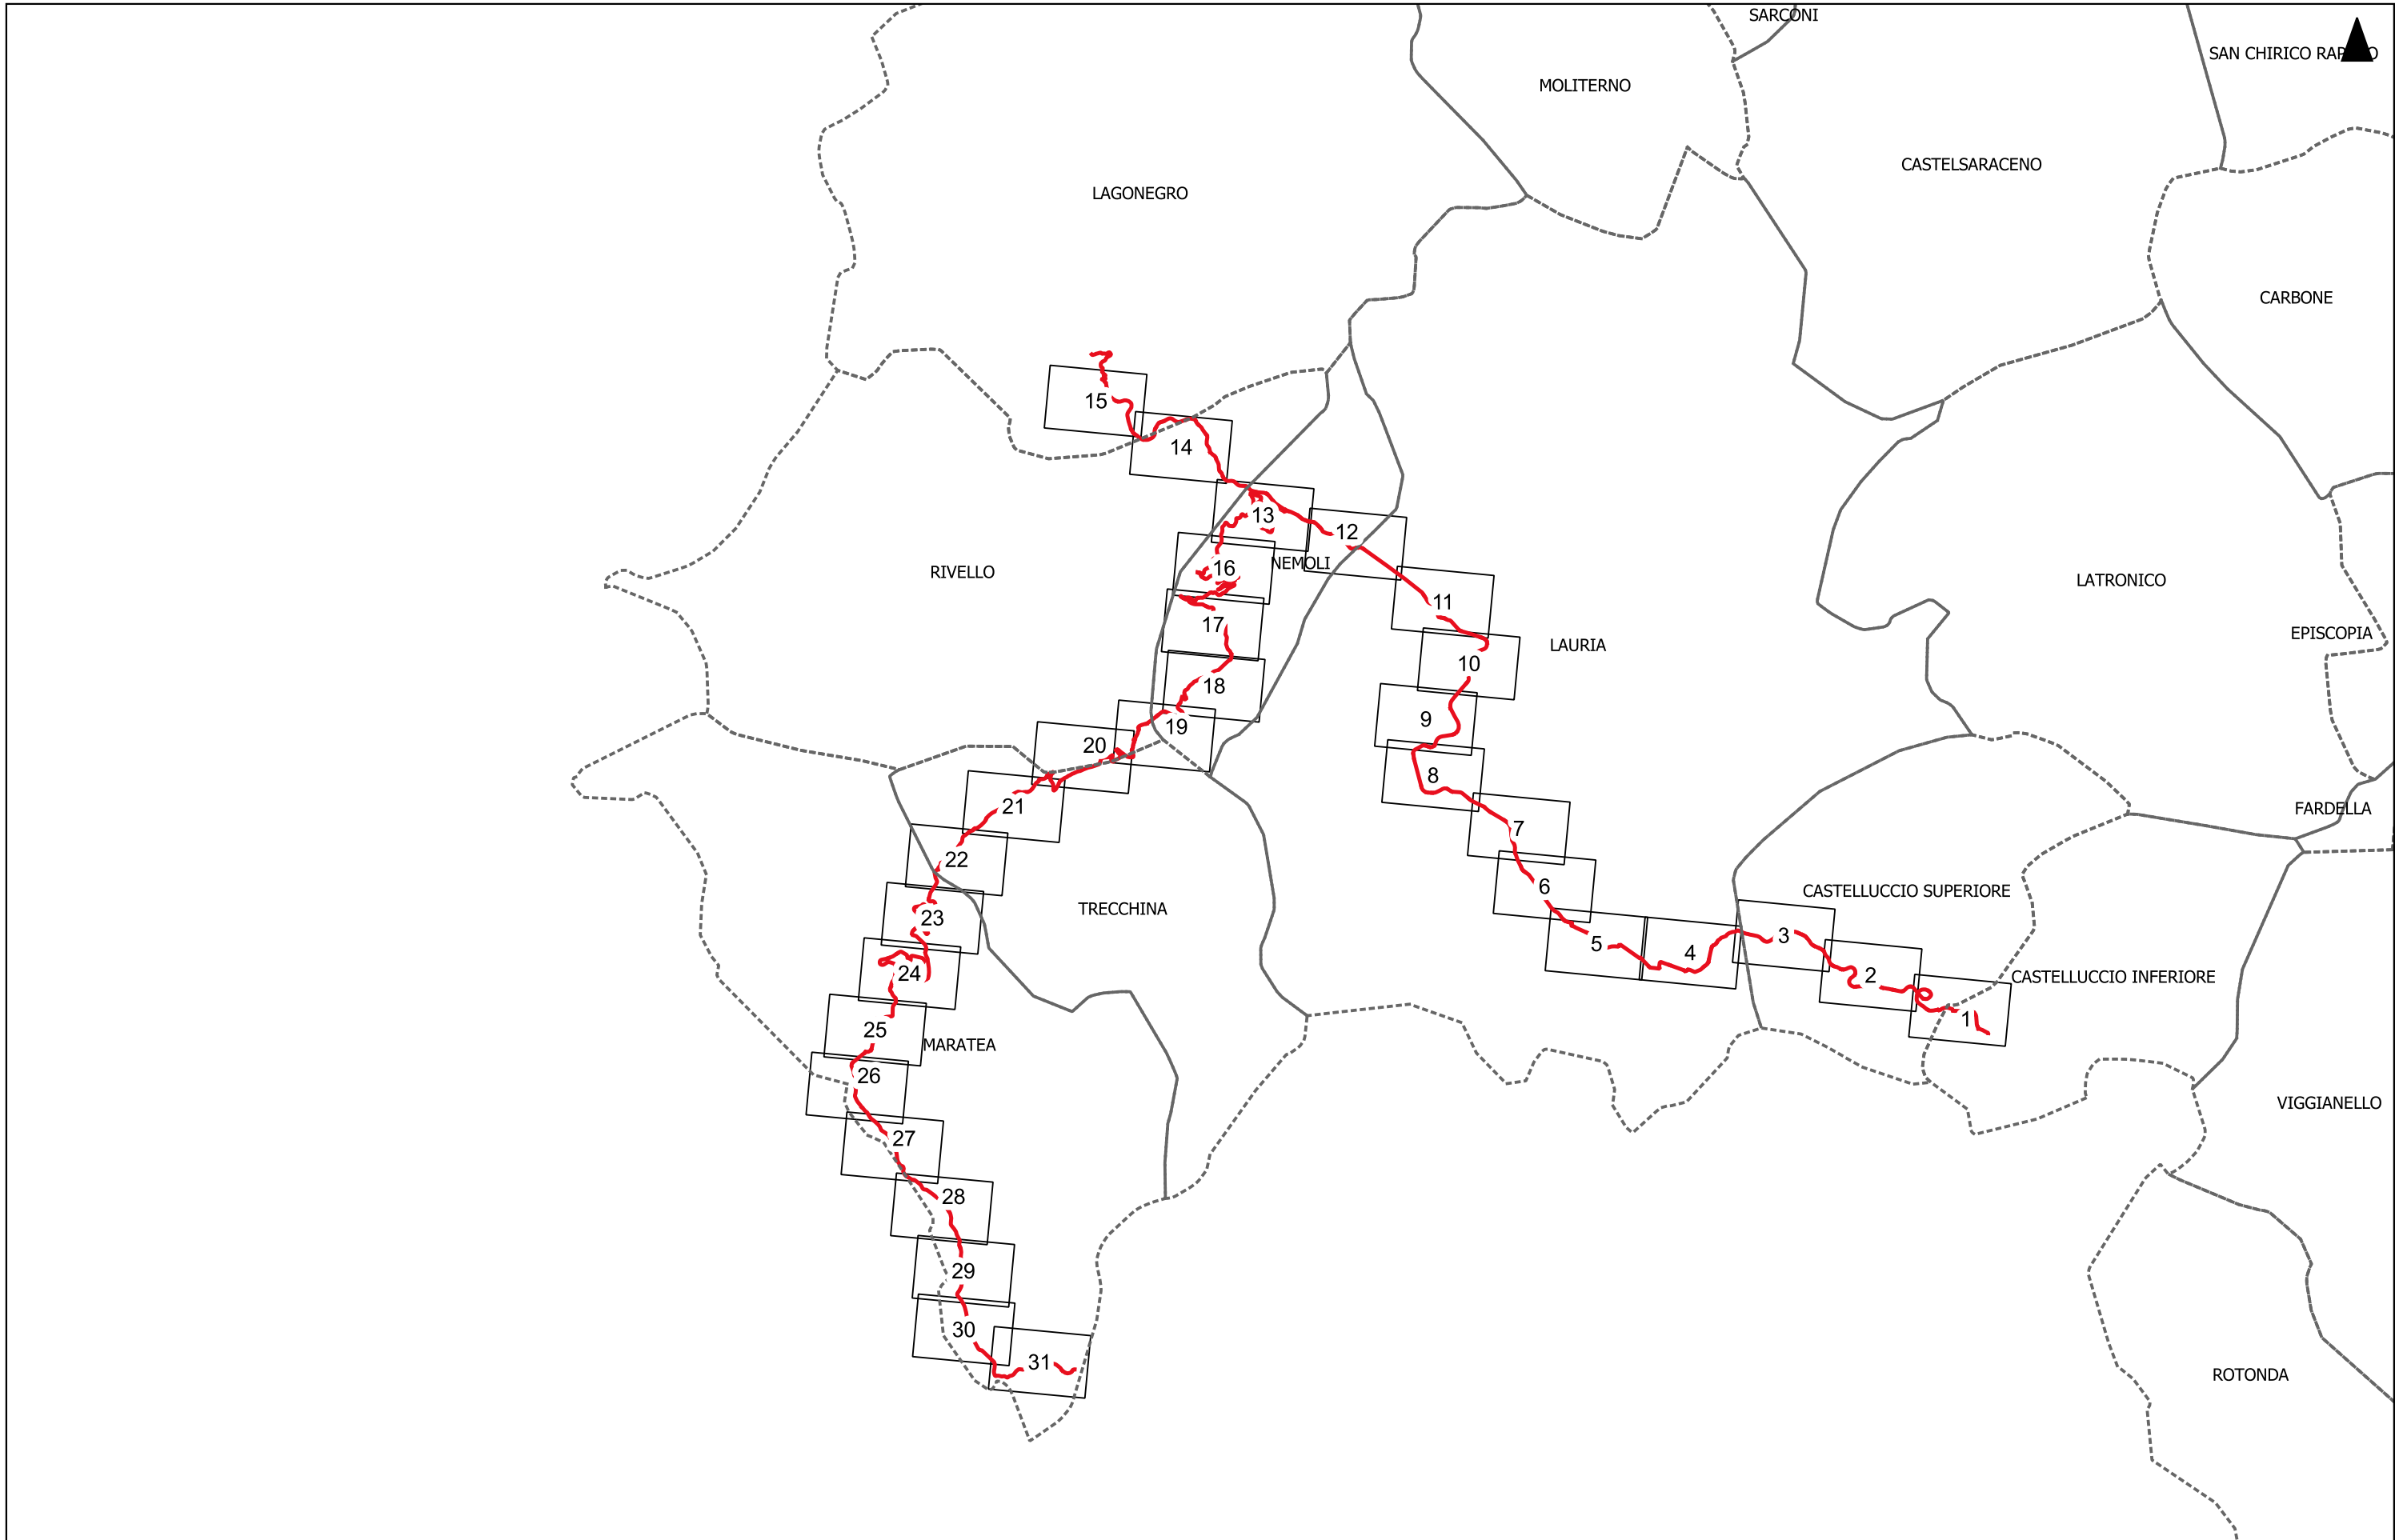 SARCONI
SAN CHIRICO RAP
MOLITERNO
CASTELSARACENO
LAGONEGRO
CARBONE
15
14
13
12
NEMOLI
16
RIVELLO
LATRONICO
11
17
EPISCOPIA
LAURIA
10
18
9
19
20
8
21
FARDELLA
7
22
6
CASTELLUCCIO SUPERIORE
TRECCHINA
23
3
5
4
24
2
CASTELLUCCIO INFERIORE
1
25
MARATEA
26
VIGGIANELLO
27
28
29
30
31
ROTONDA